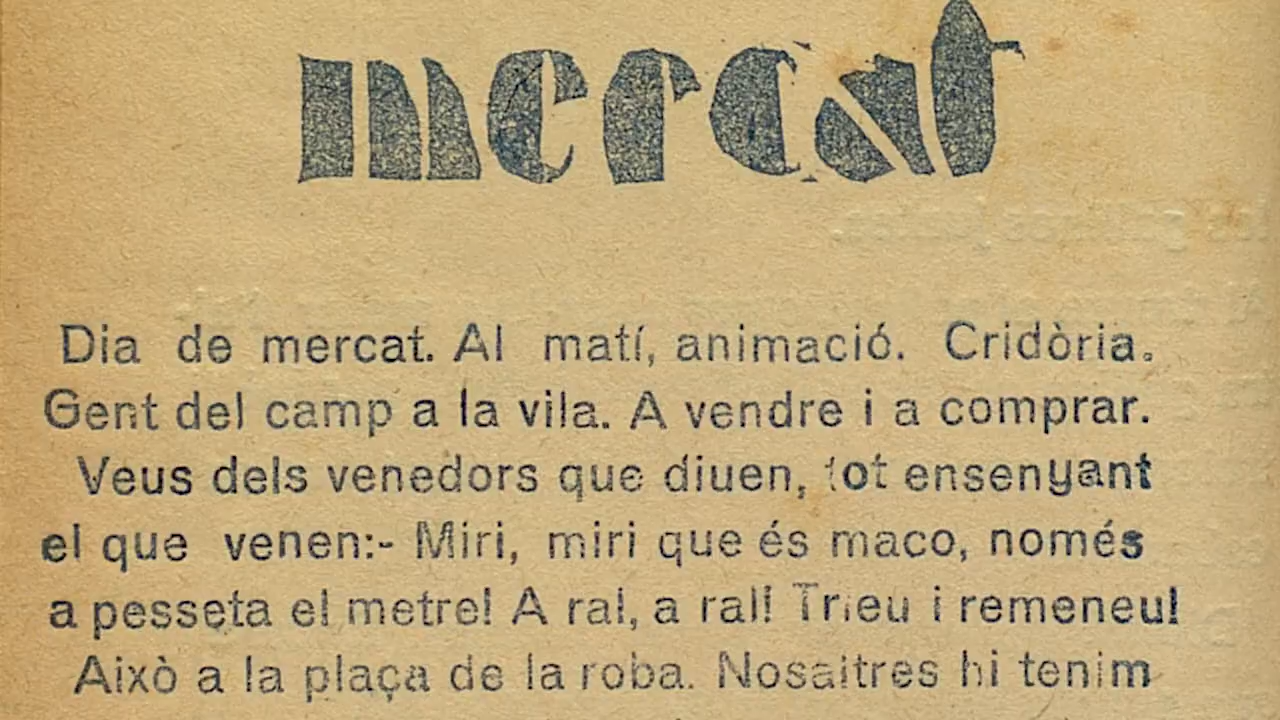 mercat
Dia de mercat. Al matí, animació. Cridòria.
Gent del camp a la vila. A vendre i a comprar.
Veus dels venedors que diuen, tot ensenyant
el que venen:- Miri, miri que és maco, només
a pesseta el metre! A ral, a ral! Trieu i remeneu!
Això a la plaça de la roba. Nosaltres hi tenim